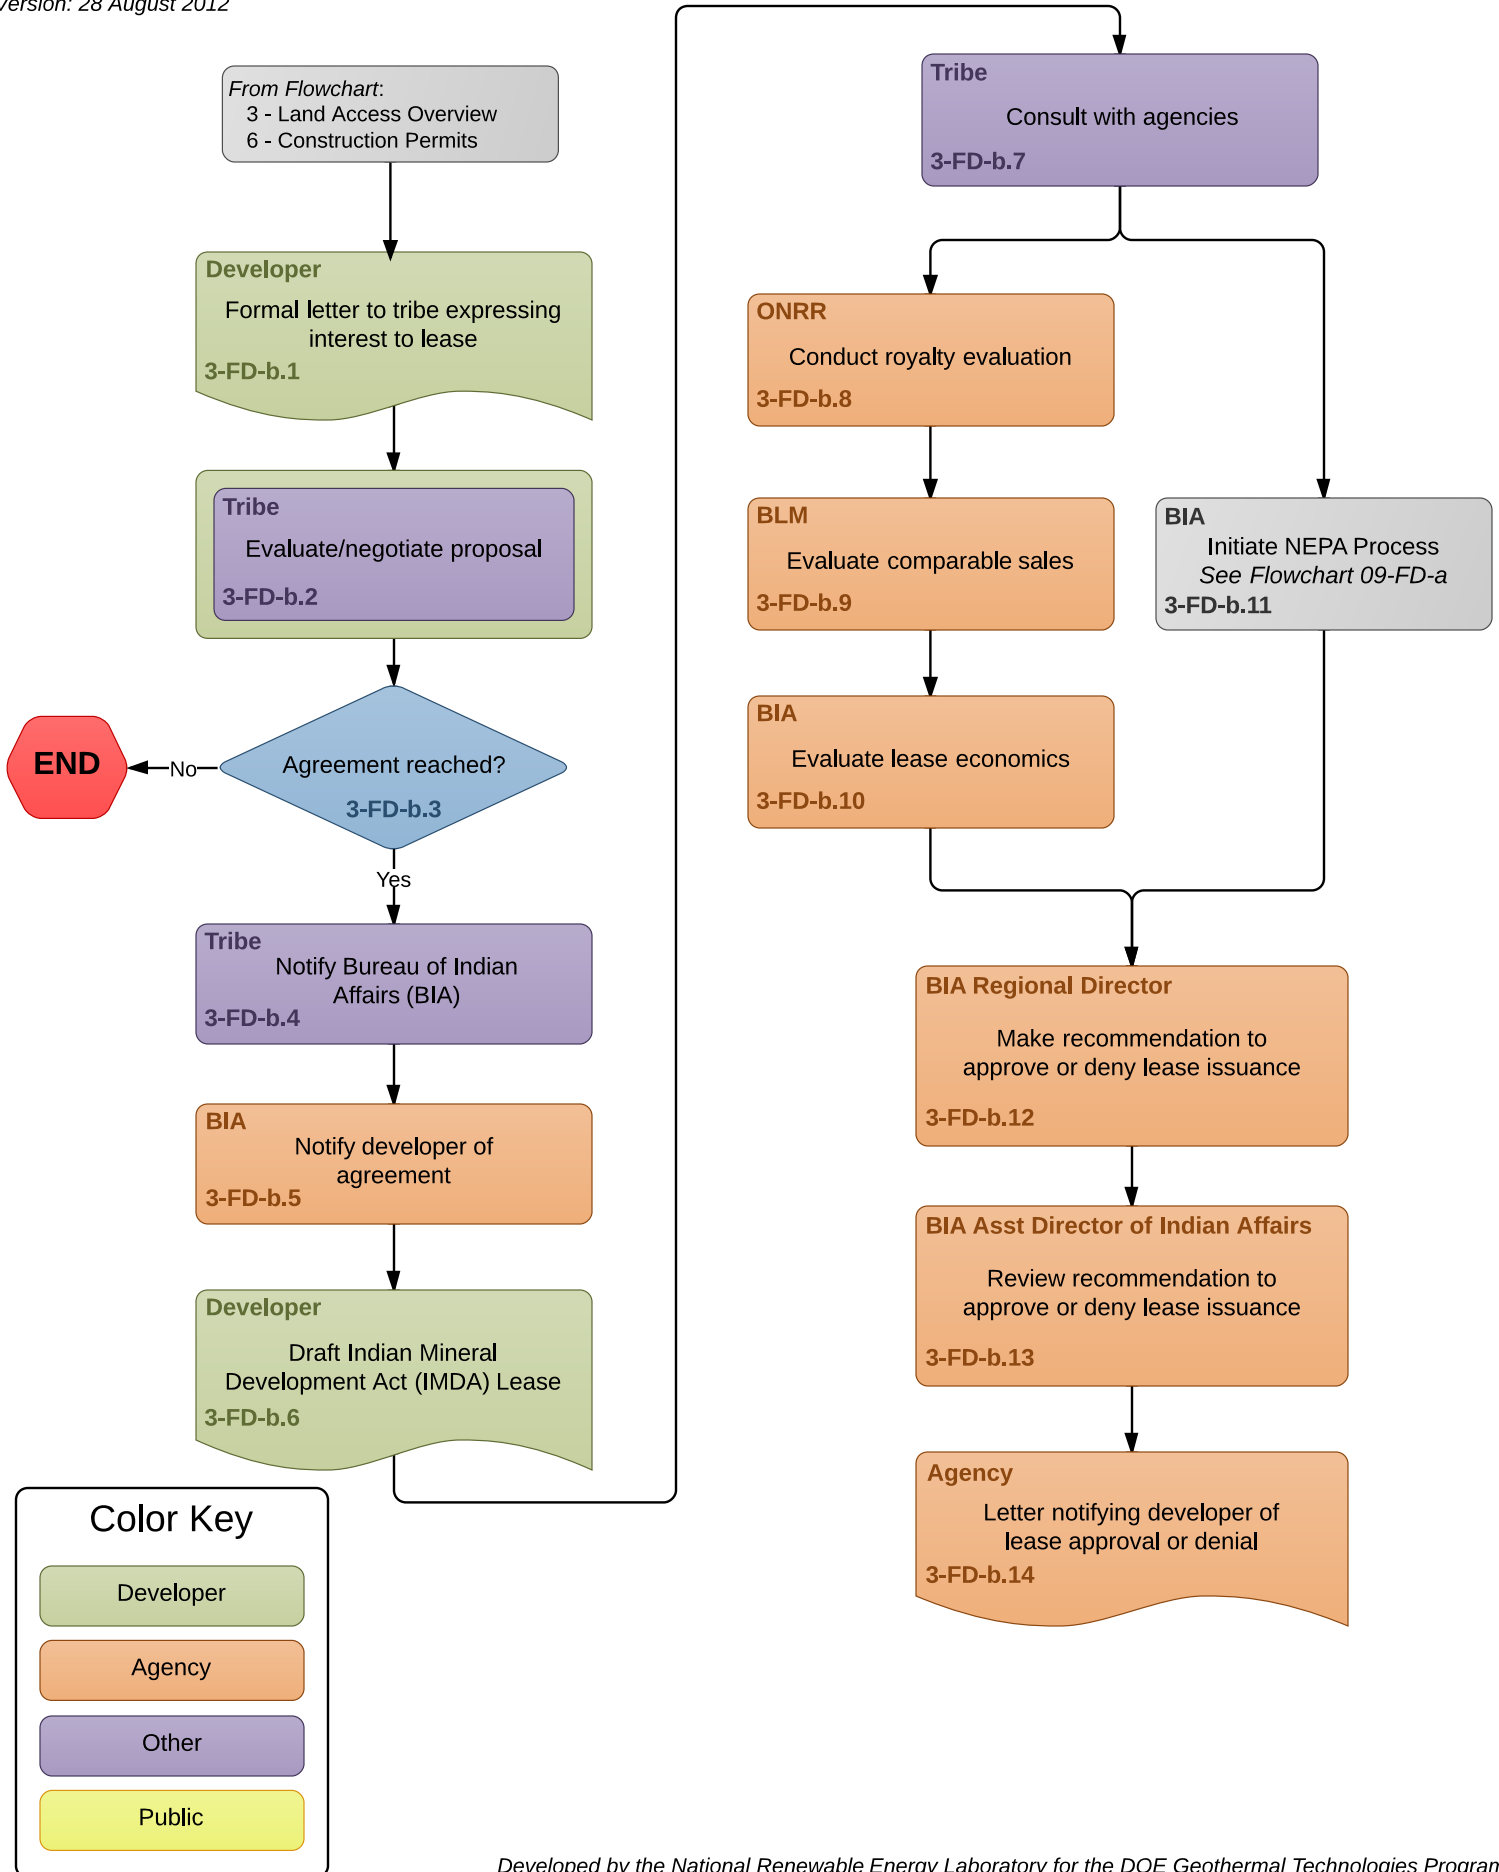 Version: 28 August 2012
From Flowchart:
3 - Land Access Overview
6 - Construction Permits
Developer
Formal letter to tribe expressing
interest to lease
3-FD-b.1
Tribe
Evaluate/negotiate proposal
3-FD-b.2
Agreement reached?
3-FD-b.3
No
END
Yes
Tribe
Notify Bureau of Indian
Affairs (BIA)
3-FD-b.4
BIA
Notify developer of
agreement
3-FD-b.5
Developer
Draft Indian Mineral
Development Act (IMDA) Lease
3-FD-b.6
Tribe
Consult with agencies
3-FD-b.7
ONRR
Conduct royalty evaluation
3-FD-b.8
BLM
Evaluate comparable sales
3-FD-b.9
BIA
Evaluate lease economics
3-FD-b.10
BIA
Initiate NEPA Process
See Flowchart 09-FD-a
3-FD-b.11
BIA Regional Director
Make recommendation to
approve or deny lease issuance
3-FD-b.12
BIA Asst Director of Indian Affairs
Review recommendation to
approve or deny lease issuance
3-FD-b.13
Agency
Letter notifying developer of
lease approval or denial
3-FD-b.14
Color Key
Developer
Agency
Other
Public
Developed by the National Renewable Energy Laboratory for the DOE Geothermal Technologies Program